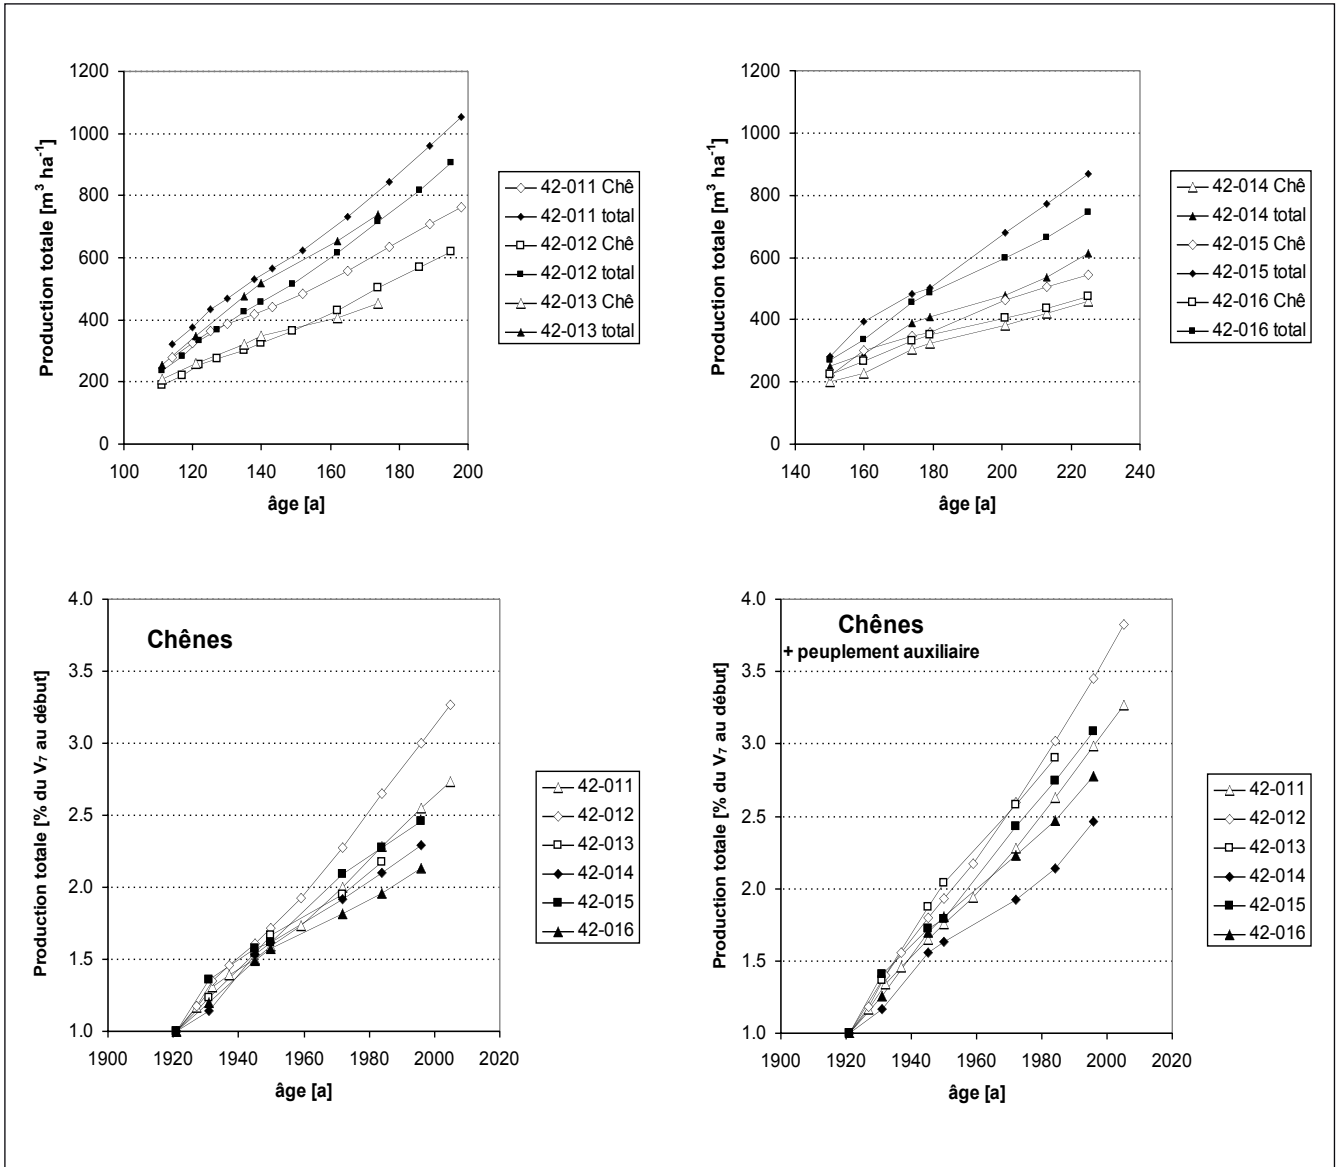 1200
1000
800
600
400
200
0
100 120 140 160 180 200
Production totale [m³ ha⁻¹]
âge [a]
42-011 Chê
42-011 total
42-012 Chê
42-012 total
42-013 Chê
42-013 total
1200
1000
800
600
400
200
0
140 160 180 200 220 240
Production totale [m³ ha⁻¹]
âge [a]
42-014 Chê
42-014 total
42-015 Chê
42-015 total
42-016 Chê
42-016 total
Chênes
4.0
3.5
3.0
2.5
2.0
1.5
1.0
1900 1920 1940 1960 1980 2000 2020
Production totale [% du V₇ au début]
âge [a]
42-011
42-012
42-013
42-014
42-015
42-016
Chênes
+ peuplement auxiliaire
4.0
3.5
3.0
2.5
2.0
1.5
1.0
1900 1920 1940 1960 1980 2000 2020
Production totale [% du V₇ au début]
âge [a]
42-011
42-012
42-013
42-014
42-015
42-016